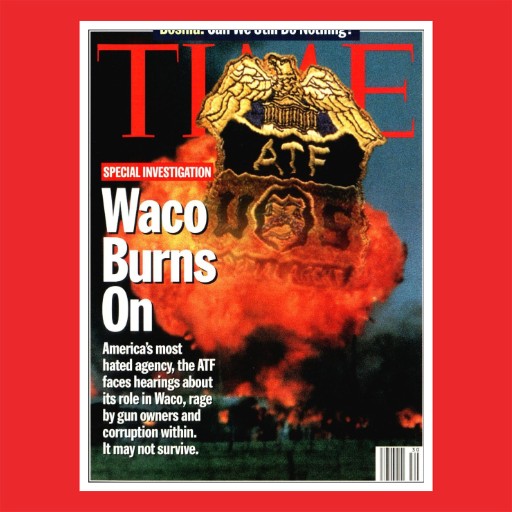 Bosnia: Can We Still Do Nothing?
TIME
ATF
SPECIAL INVESTIGATION
U S
Waco
Burns
On
America's most
hated agency, the ATF
faces hearings about
its role in Waco, rage
by gun owners and
corruption within.
It may not survive.
30